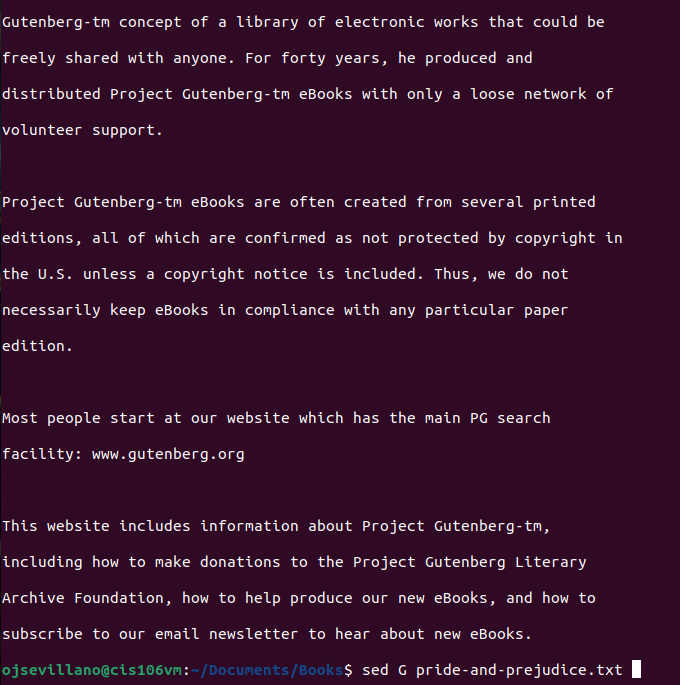 Gutenberg-tm concept of a library of electronic works that could be
freely shared with anyone. For forty years, he produced and
distributed Project Gutenberg-tm eBooks with only a loose network of
volunteer support.
Project Gutenberg-tm eBooks are often created from several printed
editions, all of which are confirmed as not protected by copyright in
the U.S. unless a copyright notice is included. Thus, we do not
necessarily keep eBooks in compliance with any particular paper
edition.
Most people start at our website which has the main PG search
facility: www.gutenberg.org
This website includes information about Project Gutenberg-tm,
including how to make donations to the Project Gutenberg Literary
Archive Foundation, how to help produce our new eBooks, and how to
subscribe to our email newsletter to hear about new eBooks.
ojsevillano@cis106vm:~/Documents/Books$ sed G pride-and-prejudice.txt